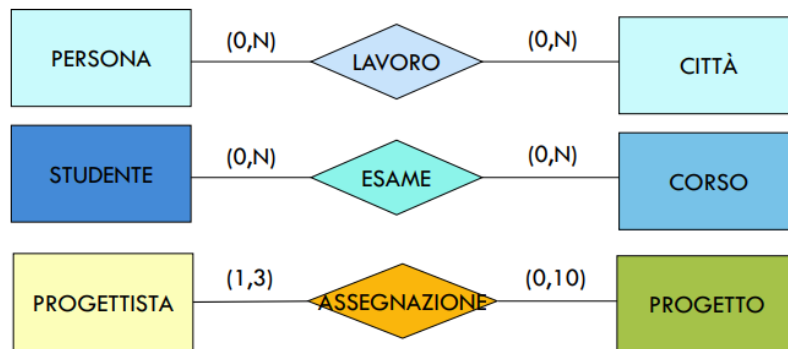 PERSONA (0,N) LAVORO (0,N) CITTÀ
STUDENTE (0,N) ESAME (0,N) CORSO
PROGETTISTA (1,3) ASSEGNAZIONE (0,10) PROGETTO